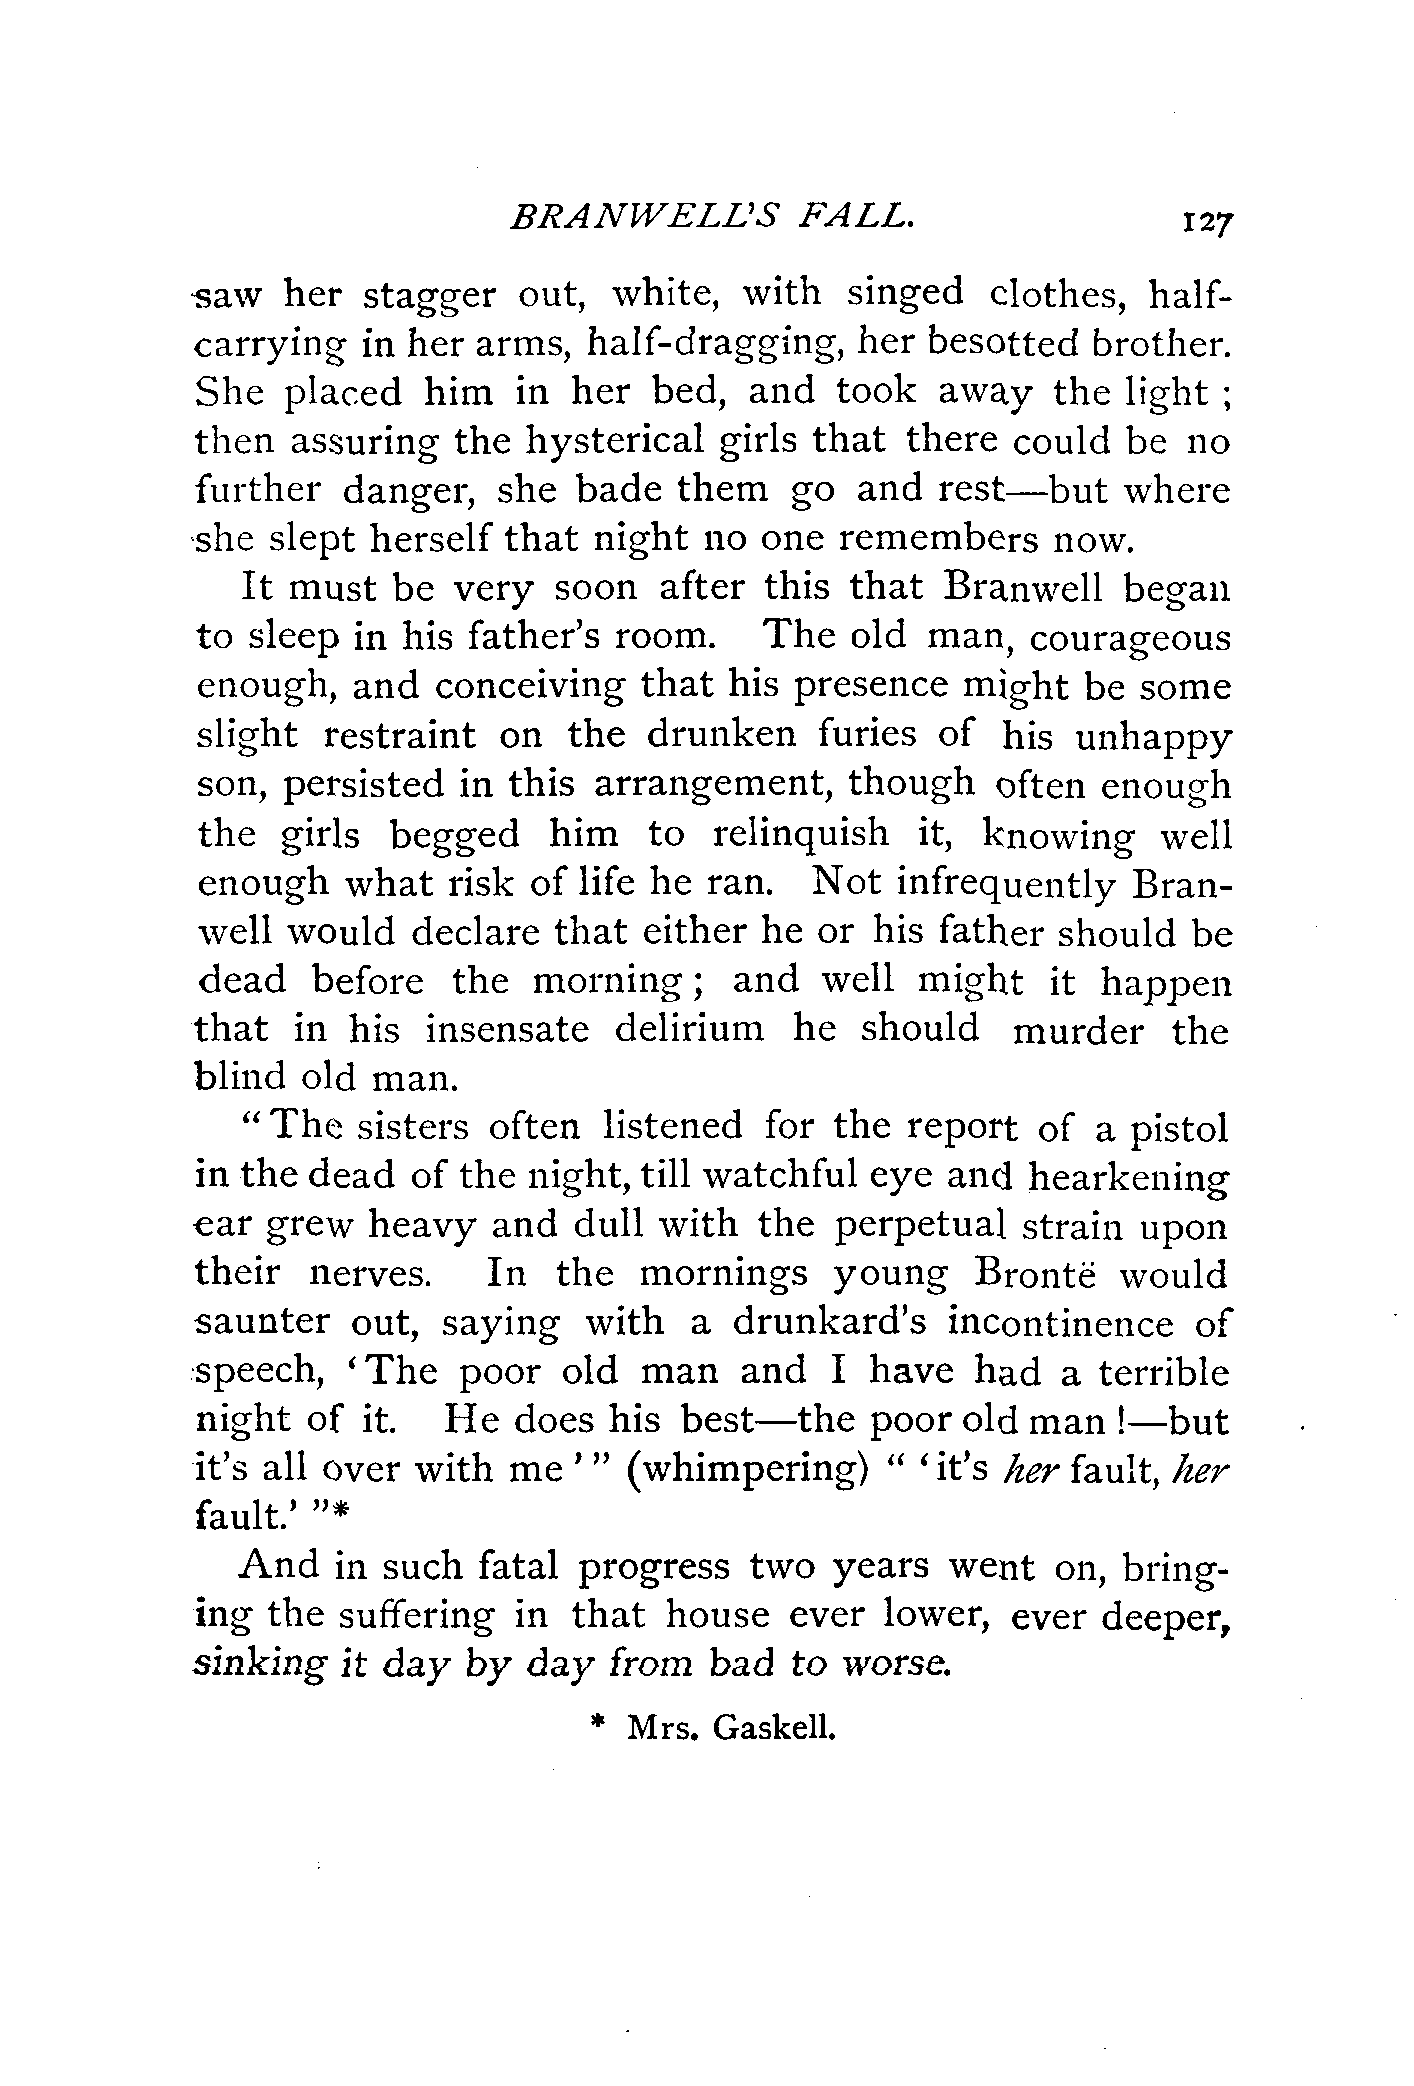 BRANWELL'S FALL. 127
saw her stagger out, white, with singed clothes, half-
carrying in her arms, half-dragging, her besotted brother.
She placed him in her bed, and took away the light ;
then assuring the hysterical girls that there could be no
further danger, she bade them go and rest—but where
she slept herself that night no one remembers now.
It must be very soon after this that Branwell began
to sleep in his father's room. The old man, courageous
enough, and conceiving that his presence might be some
slight restraint on the drunken furies of his unhappy
son, persisted in this arrangement, though often enough
the girls begged him to relinquish it, knowing well
enough what risk of life he ran. Not infrequently Bran-
well would declare that either he or his father should be
dead before the morning ; and well might it happen
that in his insensate delirium he should murder the
blind old man.
“ The sisters often listened for the report of a pistol
in the dead of the night, till watchful eye and hearkening
ear grew heavy and dull with the perpetual strain upon
their nerves. In the mornings young Brontë would
saunter out, saying with a drunkard's incontinence of
speech, ‘ The poor old man and I have had a terrible
night of it. He does his best—the poor old man !—but
it's all over with me ’ ” (whimpering) “ ‘ it's her fault, her
fault.’ ”*
And in such fatal progress two years went on, bring-
ing the suffering in that house ever lower, ever deeper,
sinking it day by day from bad to worse.
* Mrs. Gaskell.